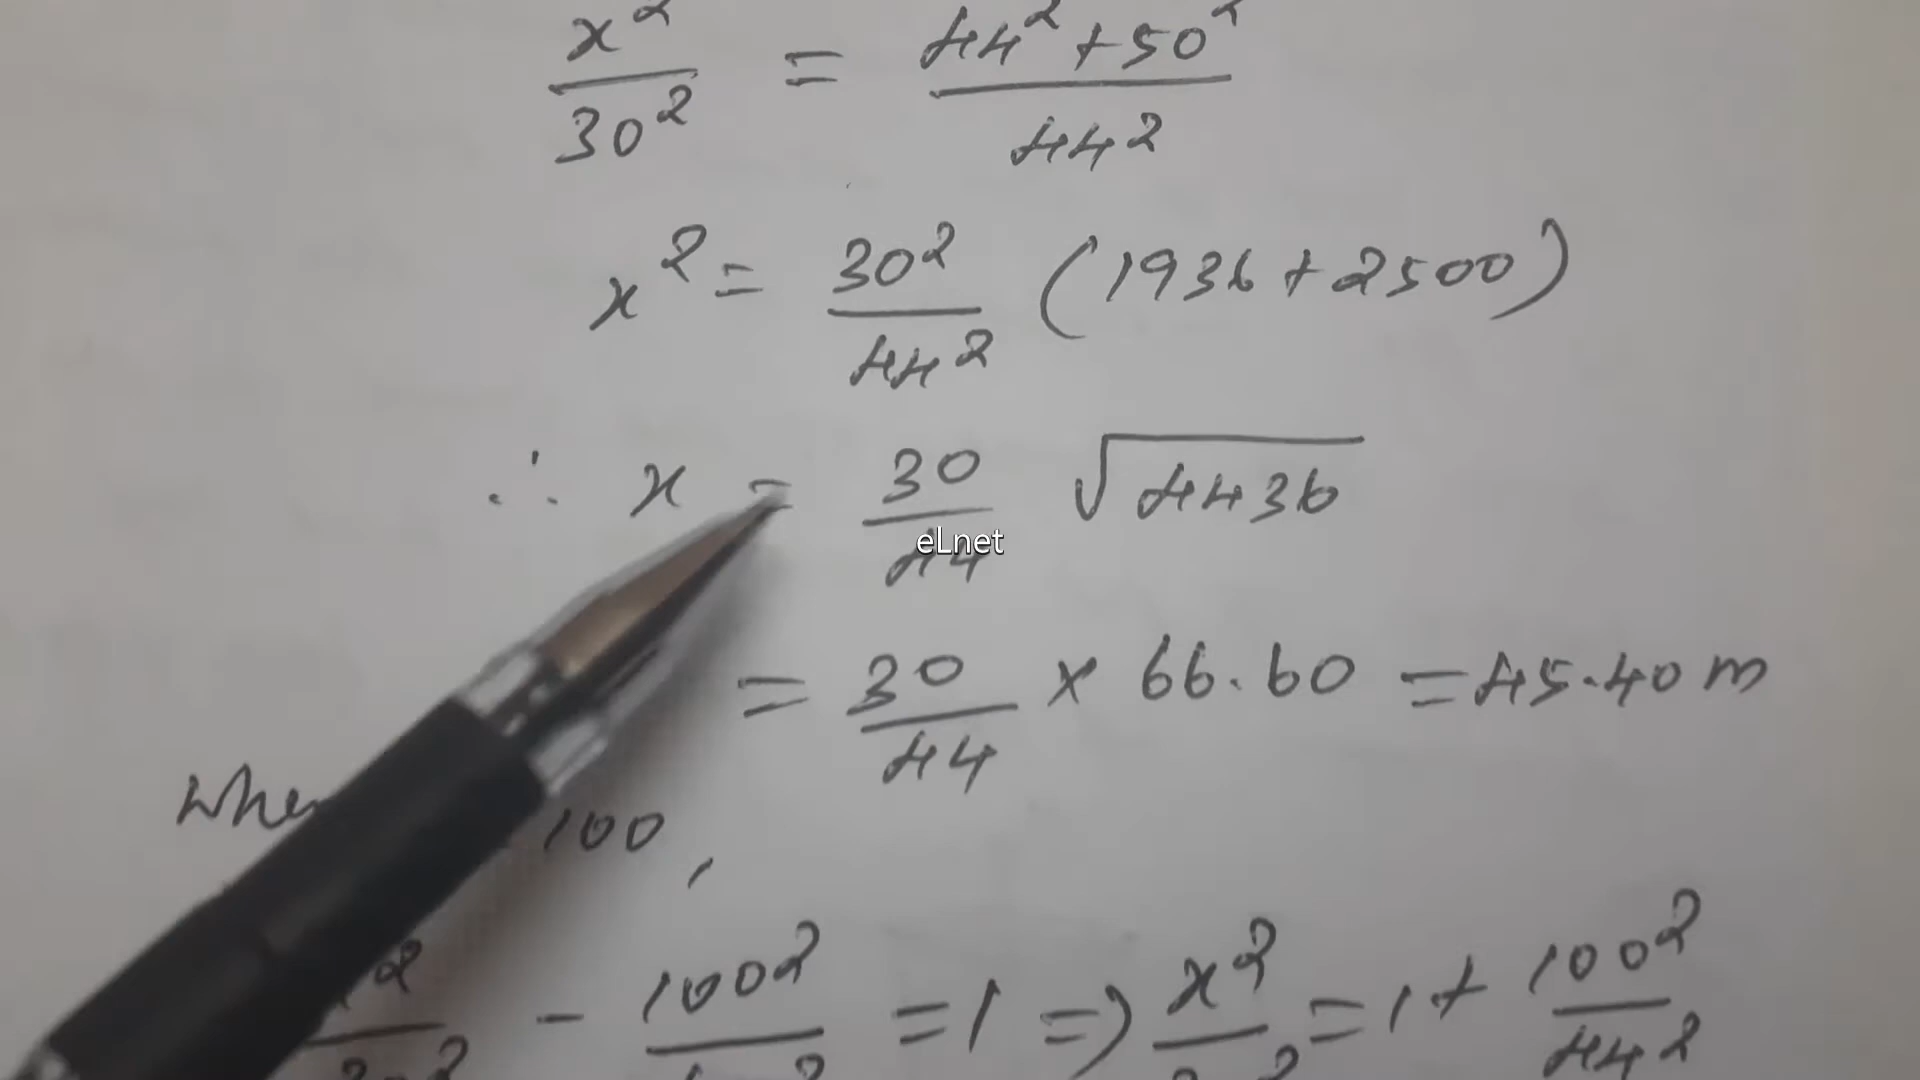 x²/30² = 44²+50²/44²
x² = 30²/44² (1936+2500)
∴ x = 30/44 √4436
eLnet
= 30/44 × 66.60 = 45.40 m
100,
- 100² = 1 ⇒ x² = 1 + 100²/44²